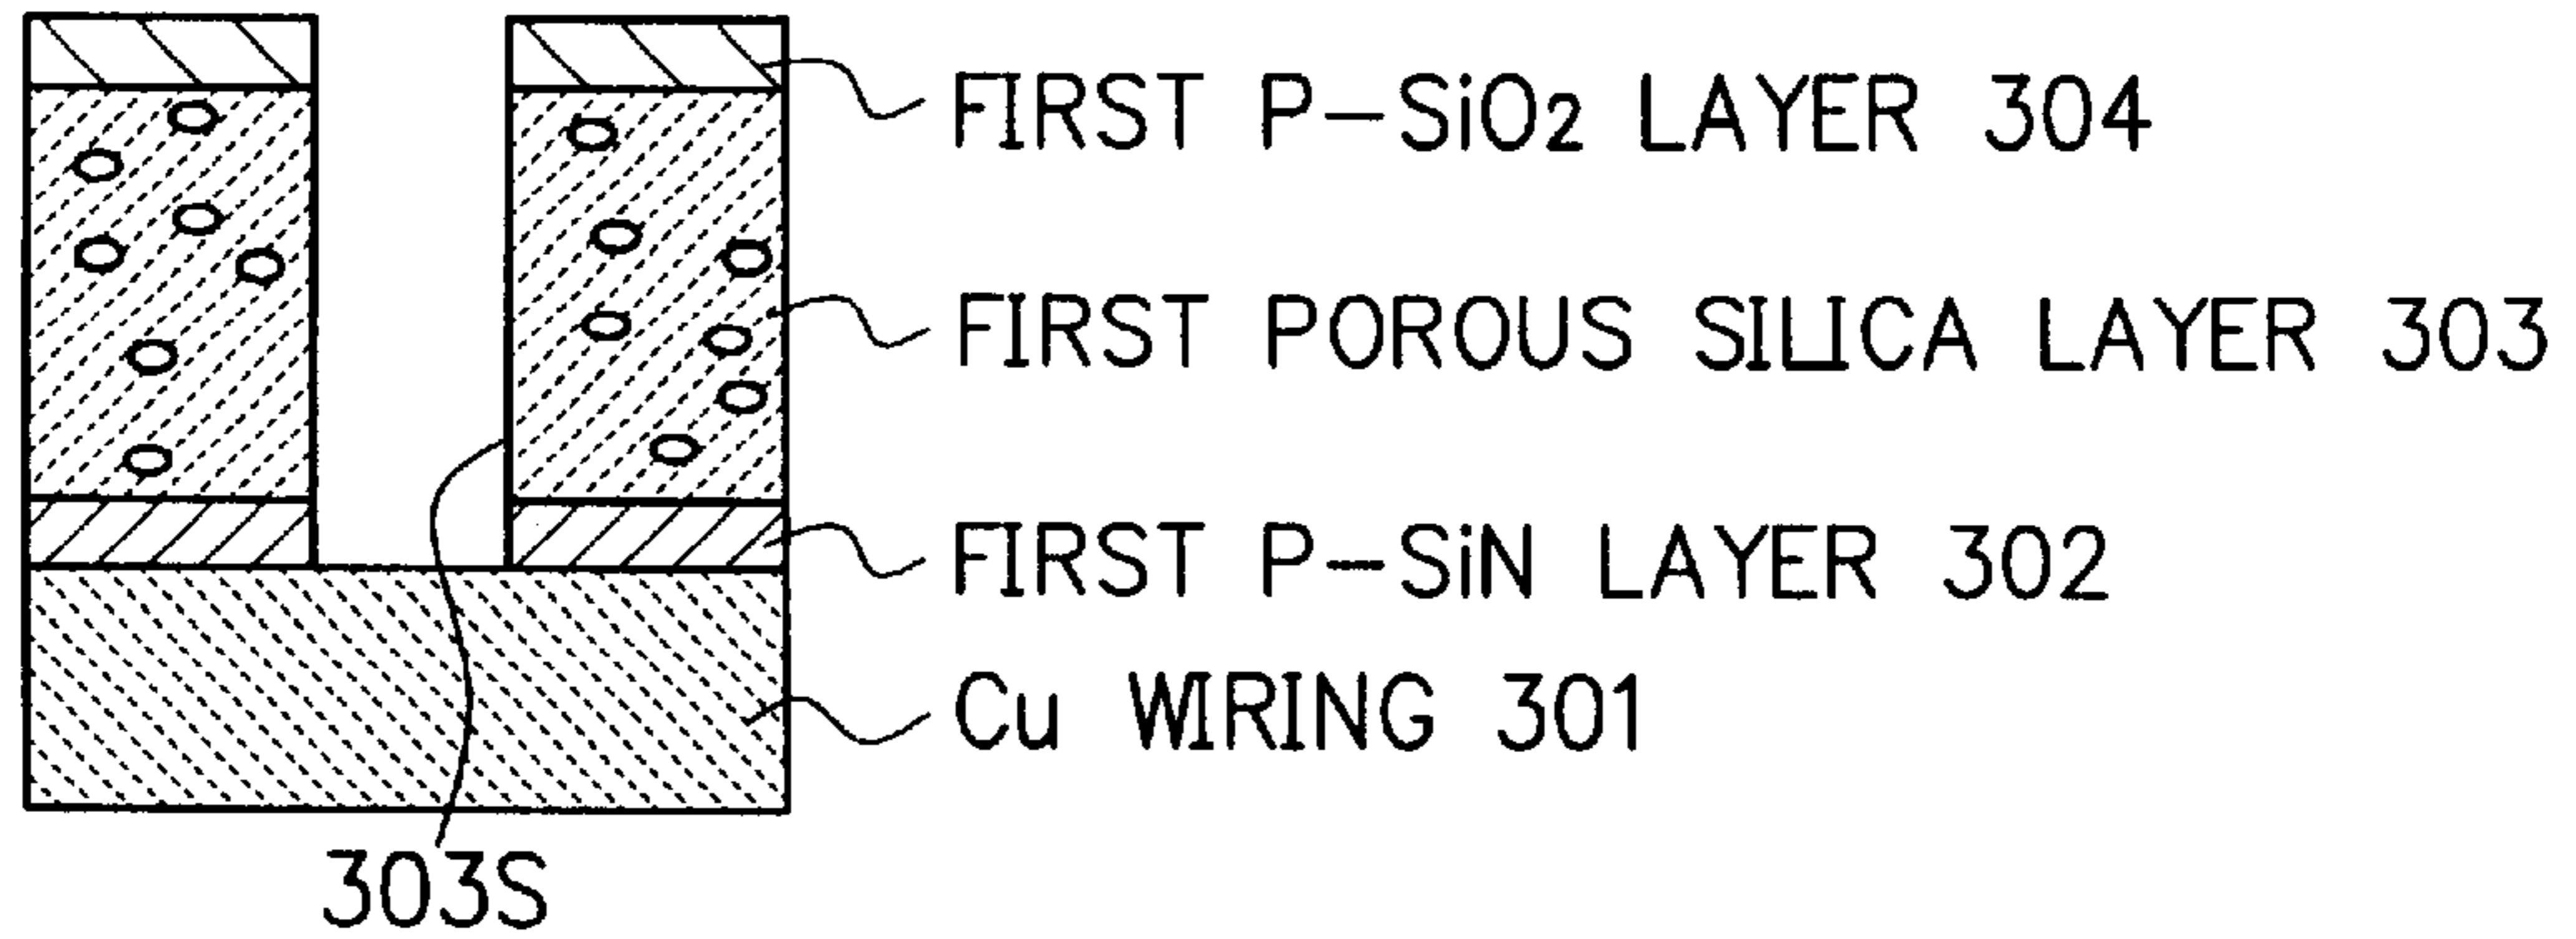 FIRST P-SiO2 LAYER 304
FIRST POROUS SILICA LAYER 303
FIRST P-SiN LAYER 302
Cu WIRING 301
303S